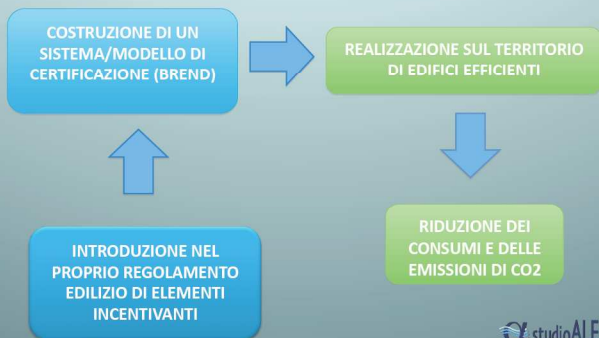 COSTRUZIONE DI UN
SISTEMA/MODELLO DI
CERTIFICAZIONE (BREND)
REALIZZAZIONE SUL TERRITORIO
DI EDIFICI EFFICIENTI
INTRODUZIONE NEL
PROPRIO REGOLAMENTO
EDILIZIO DI ELEMENTI
INCENTIVANTI
RIDUZIONE DEI
CONSUMI E DELLE
EMISSIONI DI CO2
studioALF